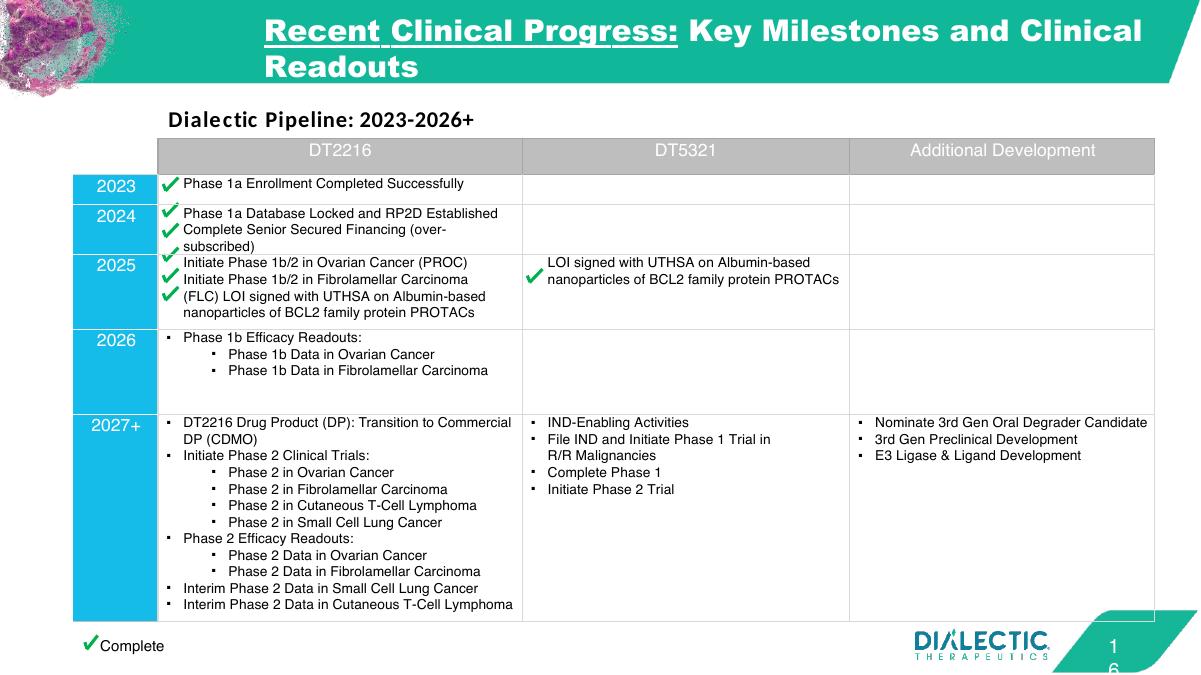 Recent Clinical Progress: Key Milestones and Clinical
Readouts
Dialectic Pipeline: 2023-2026+
DT2216
DT5321
Additional Development
2023
Phase 1a Enrollment Completed Successfully
2024
Phase 1a Database Locked and RP2D Established
Complete Senior Secured Financing (over-
subscribed)
2025
Initiate Phase 1b/2 in Ovarian Cancer (PROC)
Initiate Phase 1b/2 in Fibrolamellar Carcinoma
(FLC) LOI signed with UTHSA on Albumin-based
nanoparticles of BCL2 family protein PROTACs
LOI signed with UTHSA on Albumin-based
nanoparticles of BCL2 family protein PROTACs
2026
Phase 1b Efficacy Readouts:
Phase 1b Data in Ovarian Cancer
Phase 1b Data in Fibrolamellar Carcinoma
2027+
DT2216 Drug Product (DP): Transition to Commercial
DP (CDMO)
Initiate Phase 2 Clinical Trials:
Phase 2 in Ovarian Cancer
Phase 2 in Fibrolamellar Carcinoma
Phase 2 in Cutaneous T-Cell Lymphoma
Phase 2 in Small Cell Lung Cancer
Phase 2 Efficacy Readouts:
Phase 2 Data in Ovarian Cancer
Phase 2 Data in Fibrolamellar Carcinoma
Interim Phase 2 Data in Small Cell Lung Cancer
Interim Phase 2 Data in Cutaneous T-Cell Lymphoma
IND-Enabling Activities
File IND and Initiate Phase 1 Trial in
R/R Malignancies
Complete Phase 1
Initiate Phase 2 Trial
Nominate 3rd Gen Oral Degrader Candidate
3rd Gen Preclinical Development
E3 Ligase & Ligand Development
Complete
DIALECTIC
THERAPEUTICS
1
6